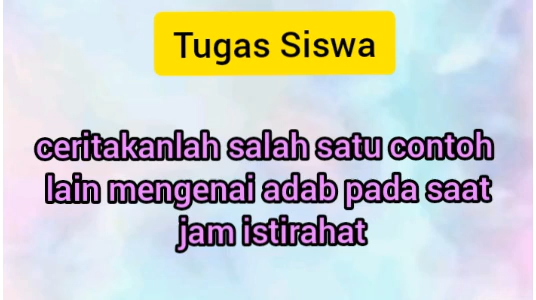 Tugas Siswa
ceritakanlah salah satu contoh
lain mengenai adab pada saat
jam istirahat